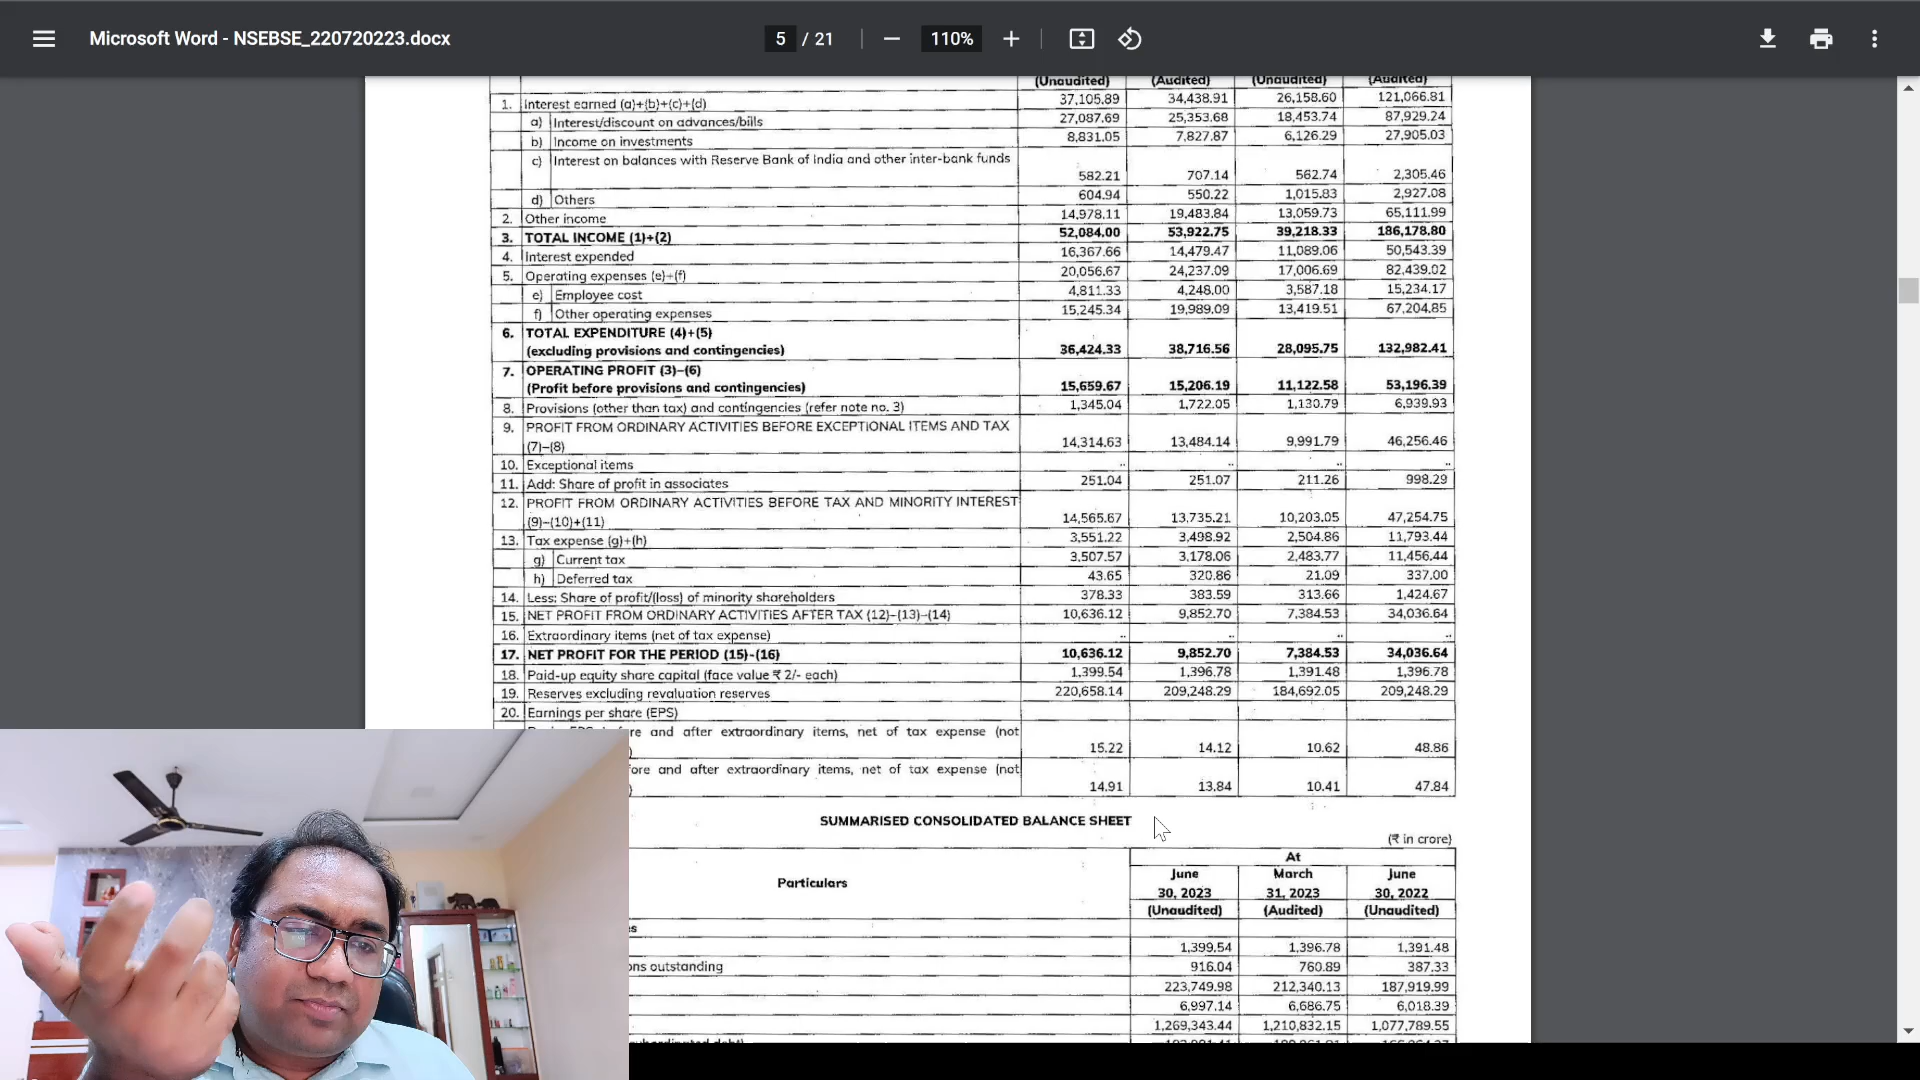 Microsoft Word - NSEBSE_220720223.docx
5 / 21
110%
(Unaudited) (Audited) (Unaudited) (Audited)
1. Interest earned (a)+(b)+(c)+(d) 37,105.89 34,438.91 26,158.60 121,066.81
a) Interest/discount on advances/bills 27,087.69 25,353.68 18,453.74 87,929.24
b) Income on investments 8,831.05 7,827.87 6,126.29 27,905.03
c) Interest on balances with Reserve Bank of India and other inter-bank funds
582.21 707.14 562.74 2,305.46
d) Others 604.94 550.22 1,015.83 2,927.08
2. Other income 14,978.11 19,483.84 13,059.73 65,111.99
3. TOTAL INCOME (1)+(2) 52,084.00 53,922.75 39,218.33 186,178.80
4. Interest expended 16,367.66 14,479.47 11,089.06 50,543.39
5. Operating expenses (e)+(f) 20,056.67 24,237.09 17,006.69 82,439.02
e) Employee cost 4,811.33 4,248.00 3,587.18 15,234.17
f) Other operating expenses 15,245.34 19,989.09 13,419.51 67,204.85
6. TOTAL EXPENDITURE (4)+(5)
(excluding provisions and contingencies) 36,424.33 38,716.56 28,095.75 132,982.41
7. OPERATING PROFIT (3)–(6)
(Profit before provisions and contingencies) 15,659.67 15,206.19 11,122.58 53,196.39
8. Provisions (other than tax) and contingencies (refer note no. 3) 1,345.04 1,722.05 1,130.79 6,939.93
9. PROFIT FROM ORDINARY ACTIVITIES BEFORE EXCEPTIONAL ITEMS AND TAX
(7)–(8) 14,314.63 13,484.14 9,991.79 46,256.46
10. Exceptional items .. .. .. ..
11. Add: Share of profit in associates 251.04 251.07 211.26 998.29
12. PROFIT FROM ORDINARY ACTIVITIES BEFORE TAX AND MINORITY INTEREST
(9)–(10)+(11) 14,565.67 13,735.21 10,203.05 47,254.75
13. Tax expense (g)+(h) 3,551.22 3,498.92 2,504.86 11,793.44
g) Current tax 3,507.57 3,178.06 2,483.77 11,456.44
h) Deferred tax 43.65 320.86 21.09 337.00
14. Less: Share of profit/(loss) of minority shareholders 378.33 383.59 313.66 1,424.67
15. NET PROFIT FROM ORDINARY ACTIVITIES AFTER TAX (12)–(13)–(14) 10,636.12 9,852.70 7,384.53 34,036.64
16. Extraordinary items (net of tax expense) .. .. .. ..
17. NET PROFIT FOR THE PERIOD (15)-(16) 10,636.12 9,852.70 7,384.53 34,036.64
18. Paid-up equity share capital (face value ₹ 2/- each) 1,399.54 1,396.78 1,391.48 1,396.78
19. Reserves excluding revaluation reserves 220,658.14 209,248.29 184,692.05 209,248.29
20. Earnings per share (EPS)
re and after extraordinary items, net of tax expense (not
) 15.22 14.12 10.62 48.86
ore and after extraordinary items, net of tax expense (not
) 14.91 13.84 10.41 47.84
SUMMARISED CONSOLIDATED BALANCE SHEET
(₹ in crore)
Particulars
At
June 30, 2023 (Unaudited)
March 31, 2023 (Audited)
June 30, 2022 (Unaudited)
s
1,399.54 1,396.78 1,391.48
ons outstanding 916.04 760.89 387.33
223,749.98 212,340.13 187,919.99
6,997.14 6,686.75 6,018.39
1,269,343.44 1,210,832.15 1,077,789.55